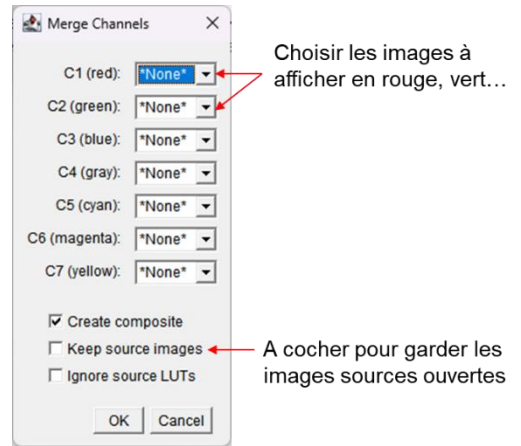 Merge Channels
Choisir les images à
afficher en rouge, vert...
C1 (red): *None*
C2 (green): *None*
C3 (blue): *None*
C4 (gray): *None*
C5 (cyan): *None*
C6 (magenta): *None*
C7 (yellow): *None*
Create composite
Keep source images
Ignore source LUTs
A cocher pour garder les
images sources ouvertes
OK Cancel